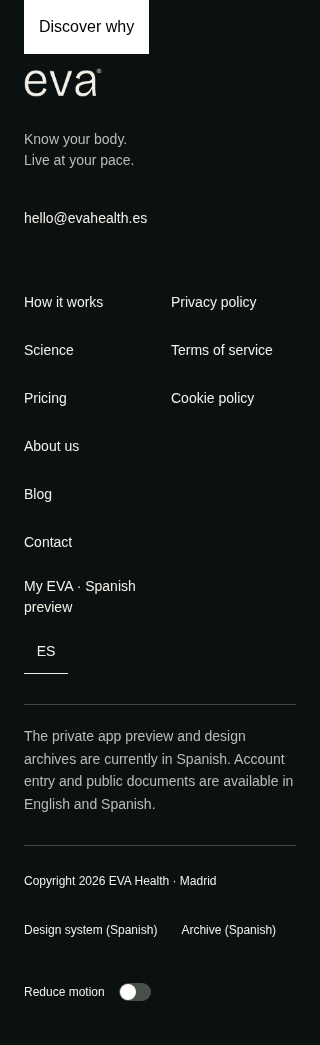 Discover why
eva®
Know your body.
Live at your pace.
hello@evahealth.es
How it works
Privacy policy
Science
Terms of service
Pricing
Cookie policy
About us
Blog
Contact
My EVA · Spanish
preview
ES
The private app preview and design
archives are currently in Spanish. Account
entry and public documents are available in
English and Spanish.
Copyright 2026 EVA Health · Madrid
Design system (Spanish)
Archive (Spanish)
Reduce motion